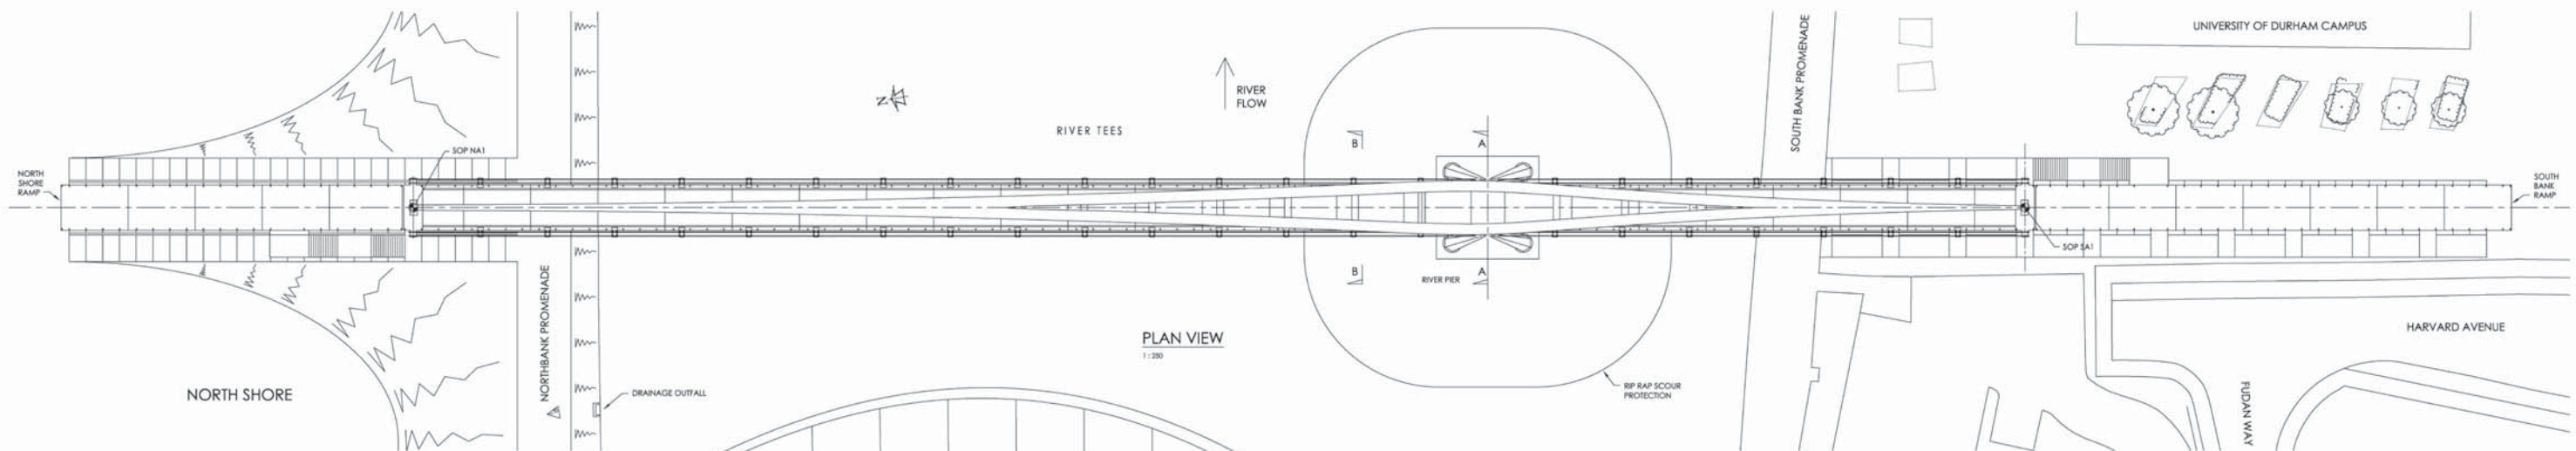 UNIVERSITY OF DURHAM CAMPUS
SOUTH BANK PROMENADE
RIVER
FLOW
N
RIVER TEES
B
A
SOP NA1
NORTH
SHORE
RAMP
SOUTH
BANK
RAMP
SOP SA1
B
A
RIVER PIER
NORTHBANK PROMENADE
PLAN VIEW
1 : 250
HARVARD AVENUE
RIP RAP SCOUR
PROTECTION
DRAINAGE OUTFALL
NORTH SHORE
FUDAN WAY